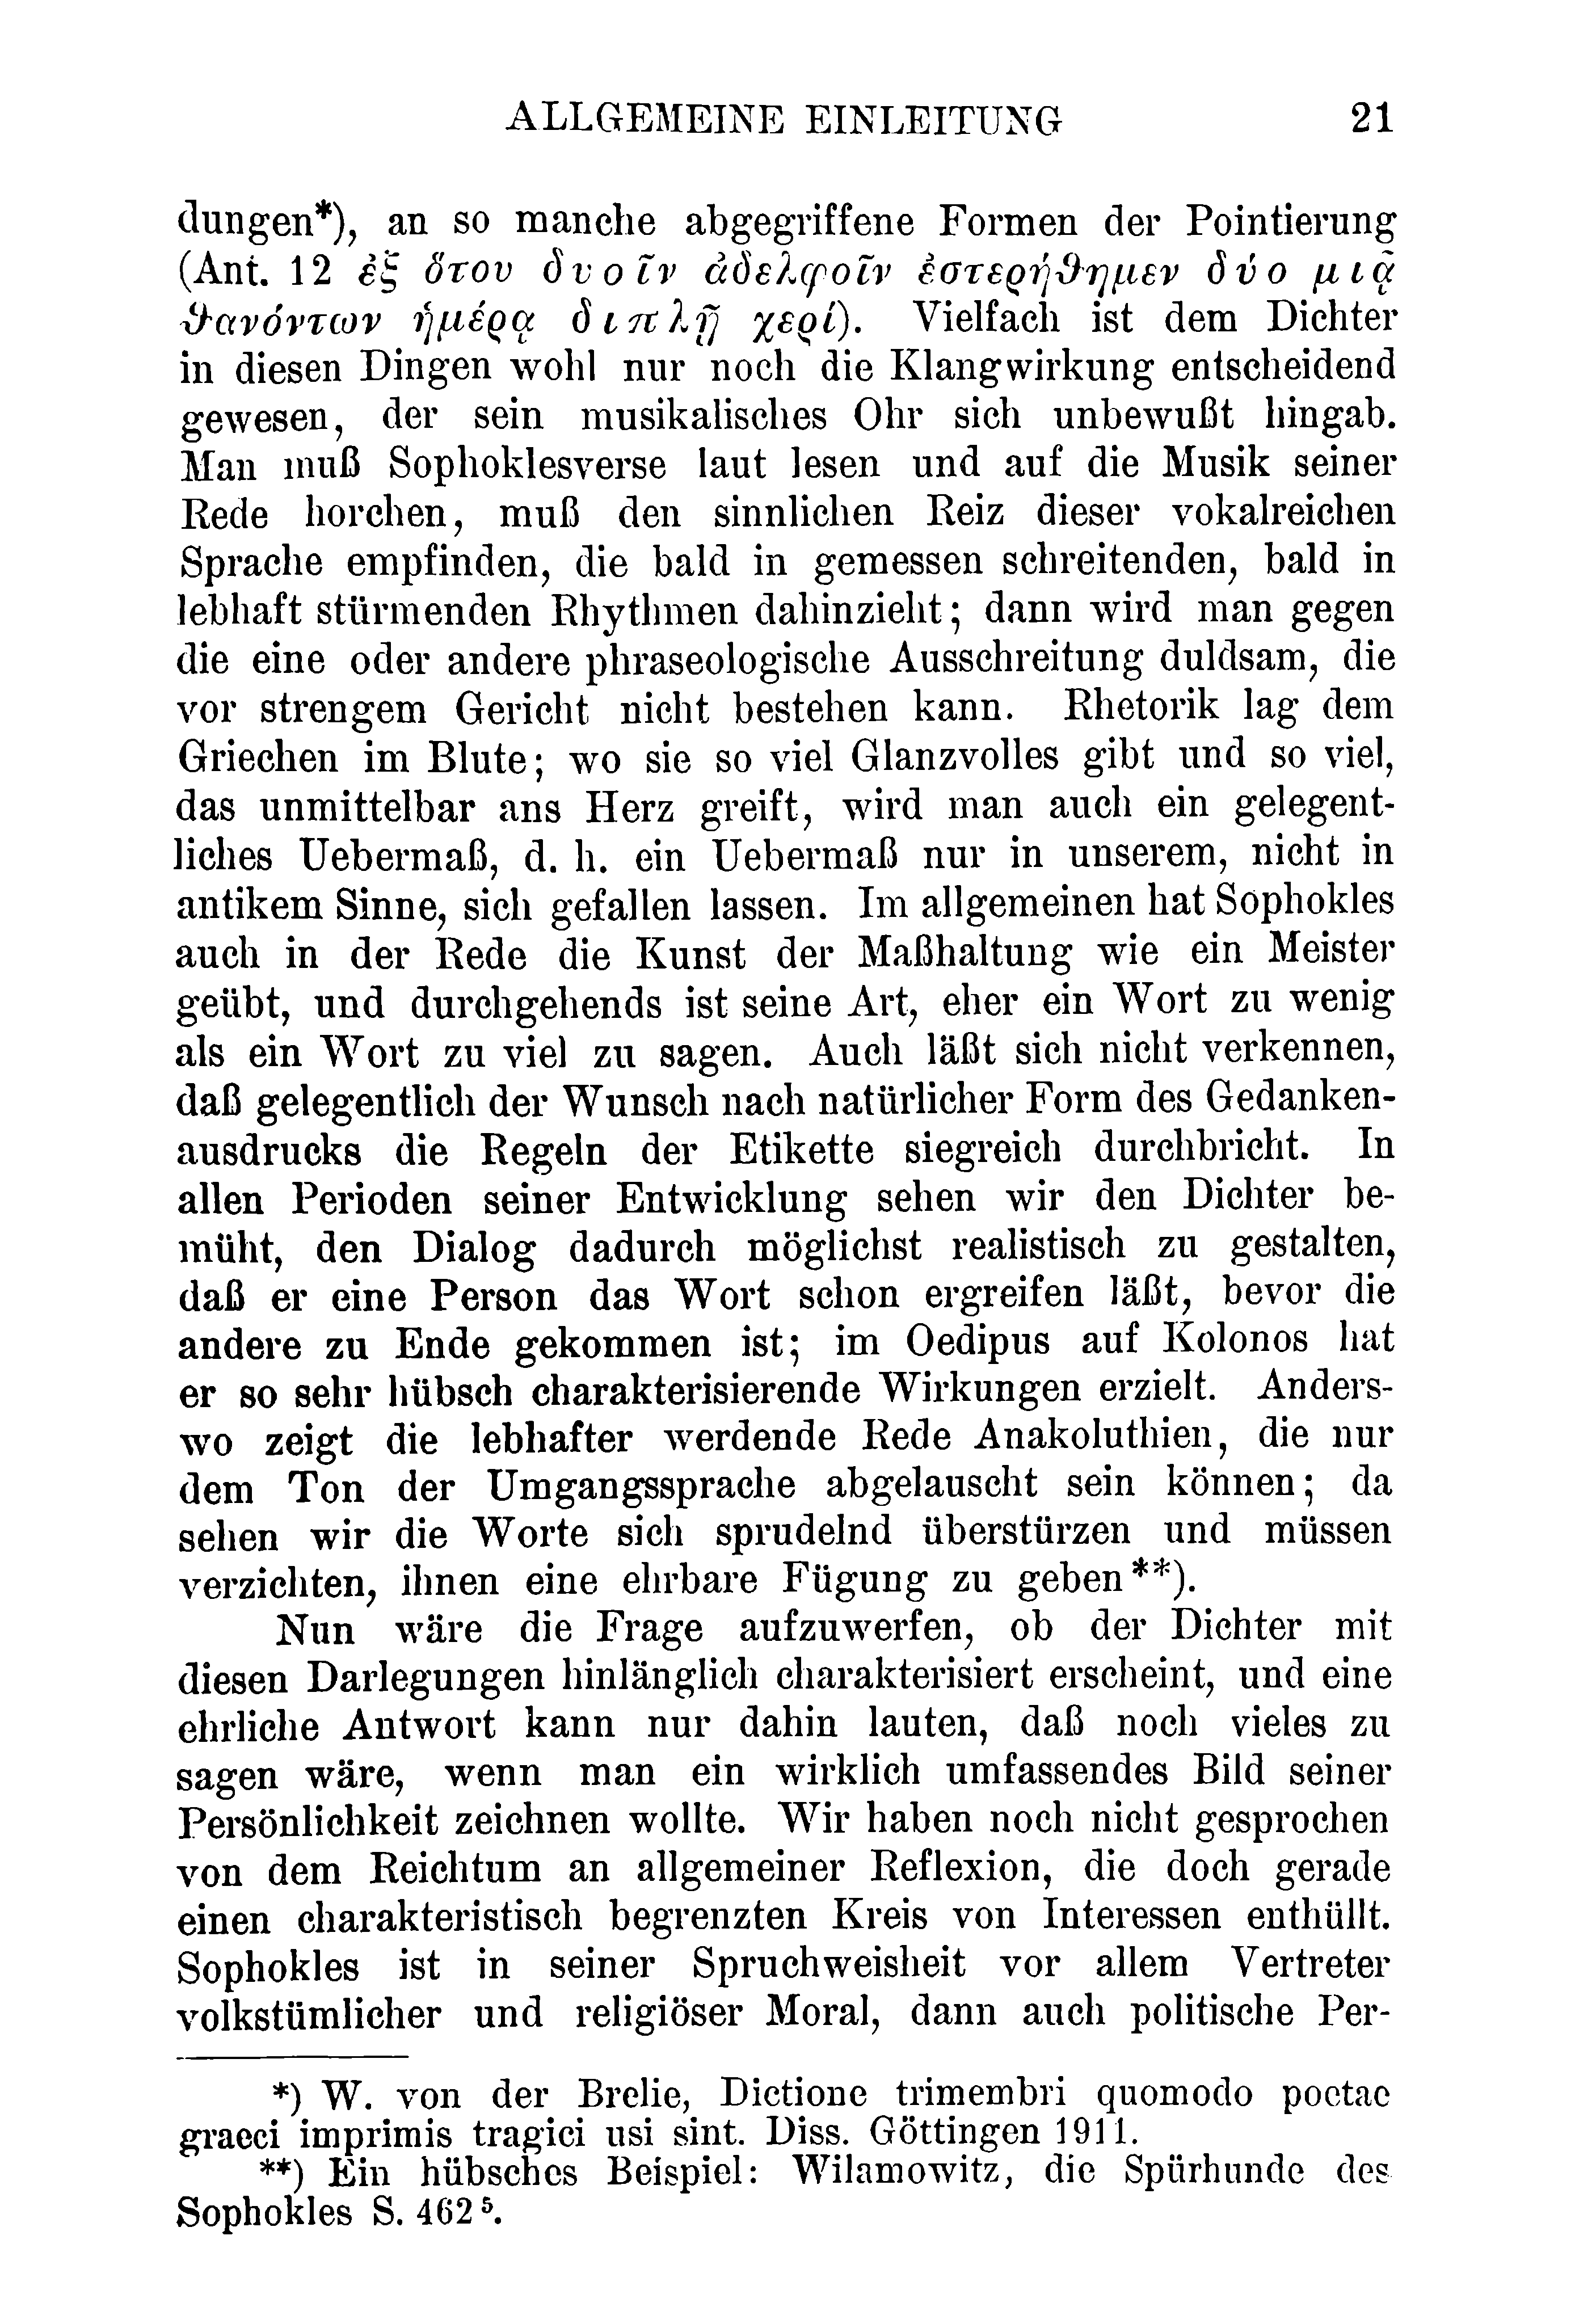 ALLGEMEINE EINLEITUNG 21
dungen*), an so manche abgegriffene Formen der Pointierung
(Ant. 12 ἐξ ὅτου δυοῖν ἀδελφοῖν ἐστερήθημεν δύο μιᾷ
θανόντων ἡμέρᾳ διπλῇ χερί). Vielfach ist dem Dichter
in diesen Dingen wohl nur noch die Klangwirkung entscheidend
gewesen, der sein musikalisches Ohr sich unbewußt hingab.
Man muß Sophoklesverse laut lesen und auf die Musik seiner
Rede horchen, muß den sinnlichen Reiz dieser vokalreichen
Sprache empfinden, die bald in gemessen schreitenden, bald in
lebhaft stürmenden Rhythmen dahinzieht; dann wird man gegen
die eine oder andere phraseologische Ausschreitung duldsam, die
vor strengem Gericht nicht bestehen kann. Rhetorik lag dem
Griechen im Blute; wo sie so viel Glanzvolles gibt und so viel,
das unmittelbar ans Herz greift, wird man auch ein gelegent-
liches Uebermaß, d. h. ein Uebermaß nur in unserem, nicht in
antikem Sinne, sich gefallen lassen. Im allgemeinen hat Sophokles
auch in der Rede die Kunst der Maßhaltung wie ein Meister
geübt, und durchgehends ist seine Art, eher ein Wort zu wenig
als ein Wort zu viel zu sagen. Auch läßt sich nicht verkennen,
daß gelegentlich der Wunsch nach natürlicher Form des Gedanken-
ausdrucks die Regeln der Etikette siegreich durchbricht. In
allen Perioden seiner Entwicklung sehen wir den Dichter be-
müht, den Dialog dadurch möglichst realistisch zu gestalten,
daß er eine Person das Wort schon ergreifen läßt, bevor die
andere zu Ende gekommen ist; im Oedipus auf Kolonos hat
er so sehr hübsch charakterisierende Wirkungen erzielt. Anders-
wo zeigt die lebhafter werdende Rede Anakoluthien, die nur
dem Ton der Umgangssprache abgelauscht sein können; da
sehen wir die Worte sich sprudelnd überstürzen und müssen
verzichten, ihnen eine ehrbare Fügung zu geben**).
Nun wäre die Frage aufzuwerfen, ob der Dichter mit
diesen Darlegungen hinlänglich charakterisiert erscheint, und eine
ehrliche Antwort kann nur dahin lauten, daß noch vieles zu
sagen wäre, wenn man ein wirklich umfassendes Bild seiner
Persönlichkeit zeichnen wollte. Wir haben noch nicht gesprochen
von dem Reichtum an allgemeiner Reflexion, die doch gerade
einen charakteristisch begrenzten Kreis von Interessen enthüllt.
Sophokles ist in seiner Spruchweisheit vor allem Vertreter
volkstümlicher und religiöser Moral, dann auch politische Per-
*) W. von der Brelie, Dictione trimembri quomodo poetae
graeci imprimis tragici usi sint. Diss. Göttingen 1911.
**) Ein hübsches Beispiel: Wilamowitz, die Spürhunde des
Sophokles S. 462⁵.